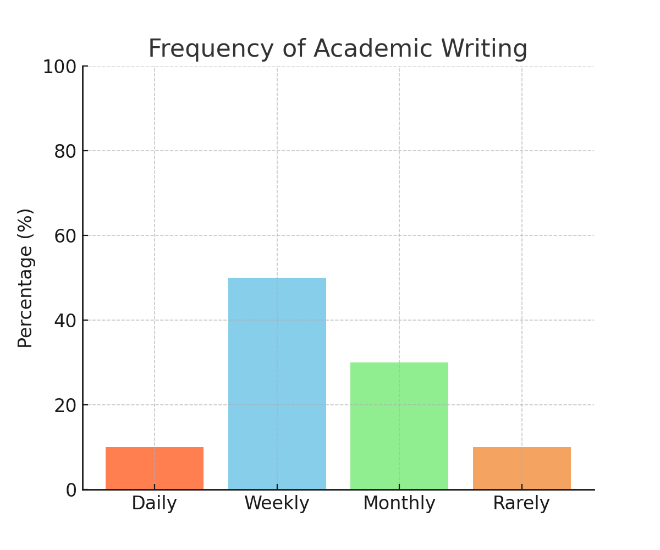 Frequency of Academic Writing
Percentage (%)
100
80
60
40
20
0
Daily Weekly Monthly Rarely